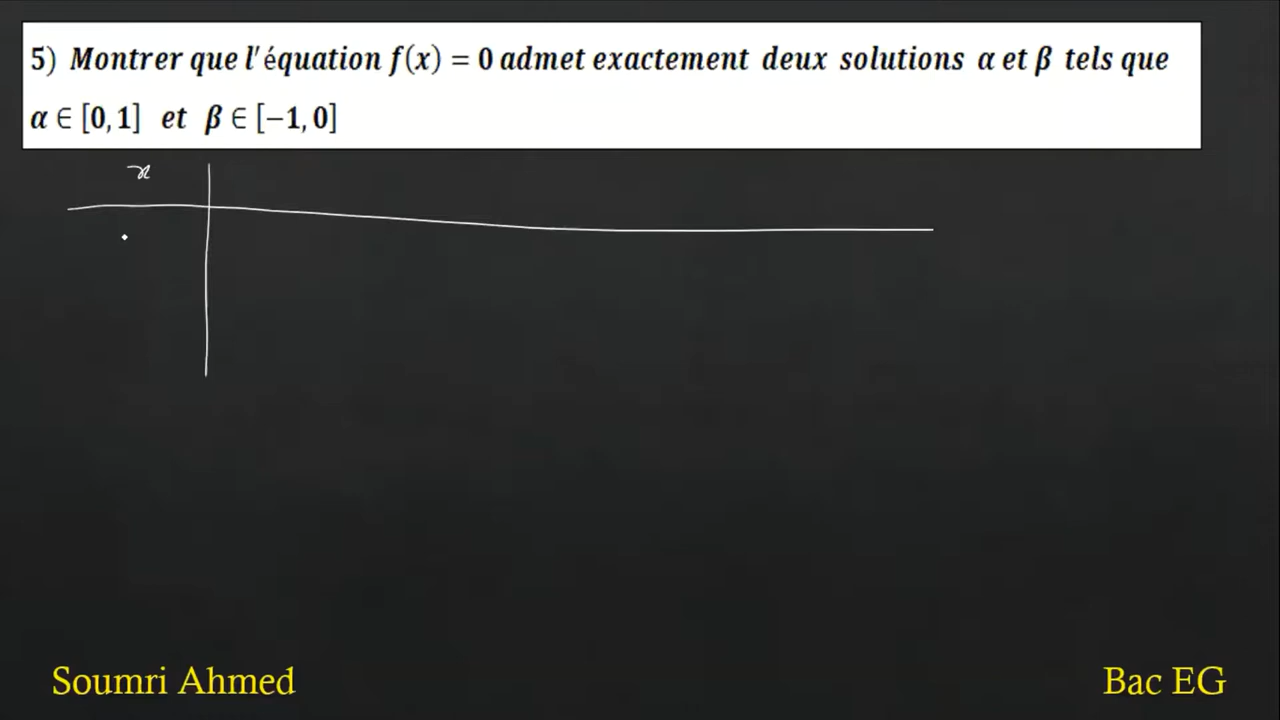 5) Montrer que l'équation f(x) = 0 admet exactement deux solutions α et β tels que
α ∈ [0, 1] et β ∈ [−1, 0]
x
Soumri Ahmed
Bac EG